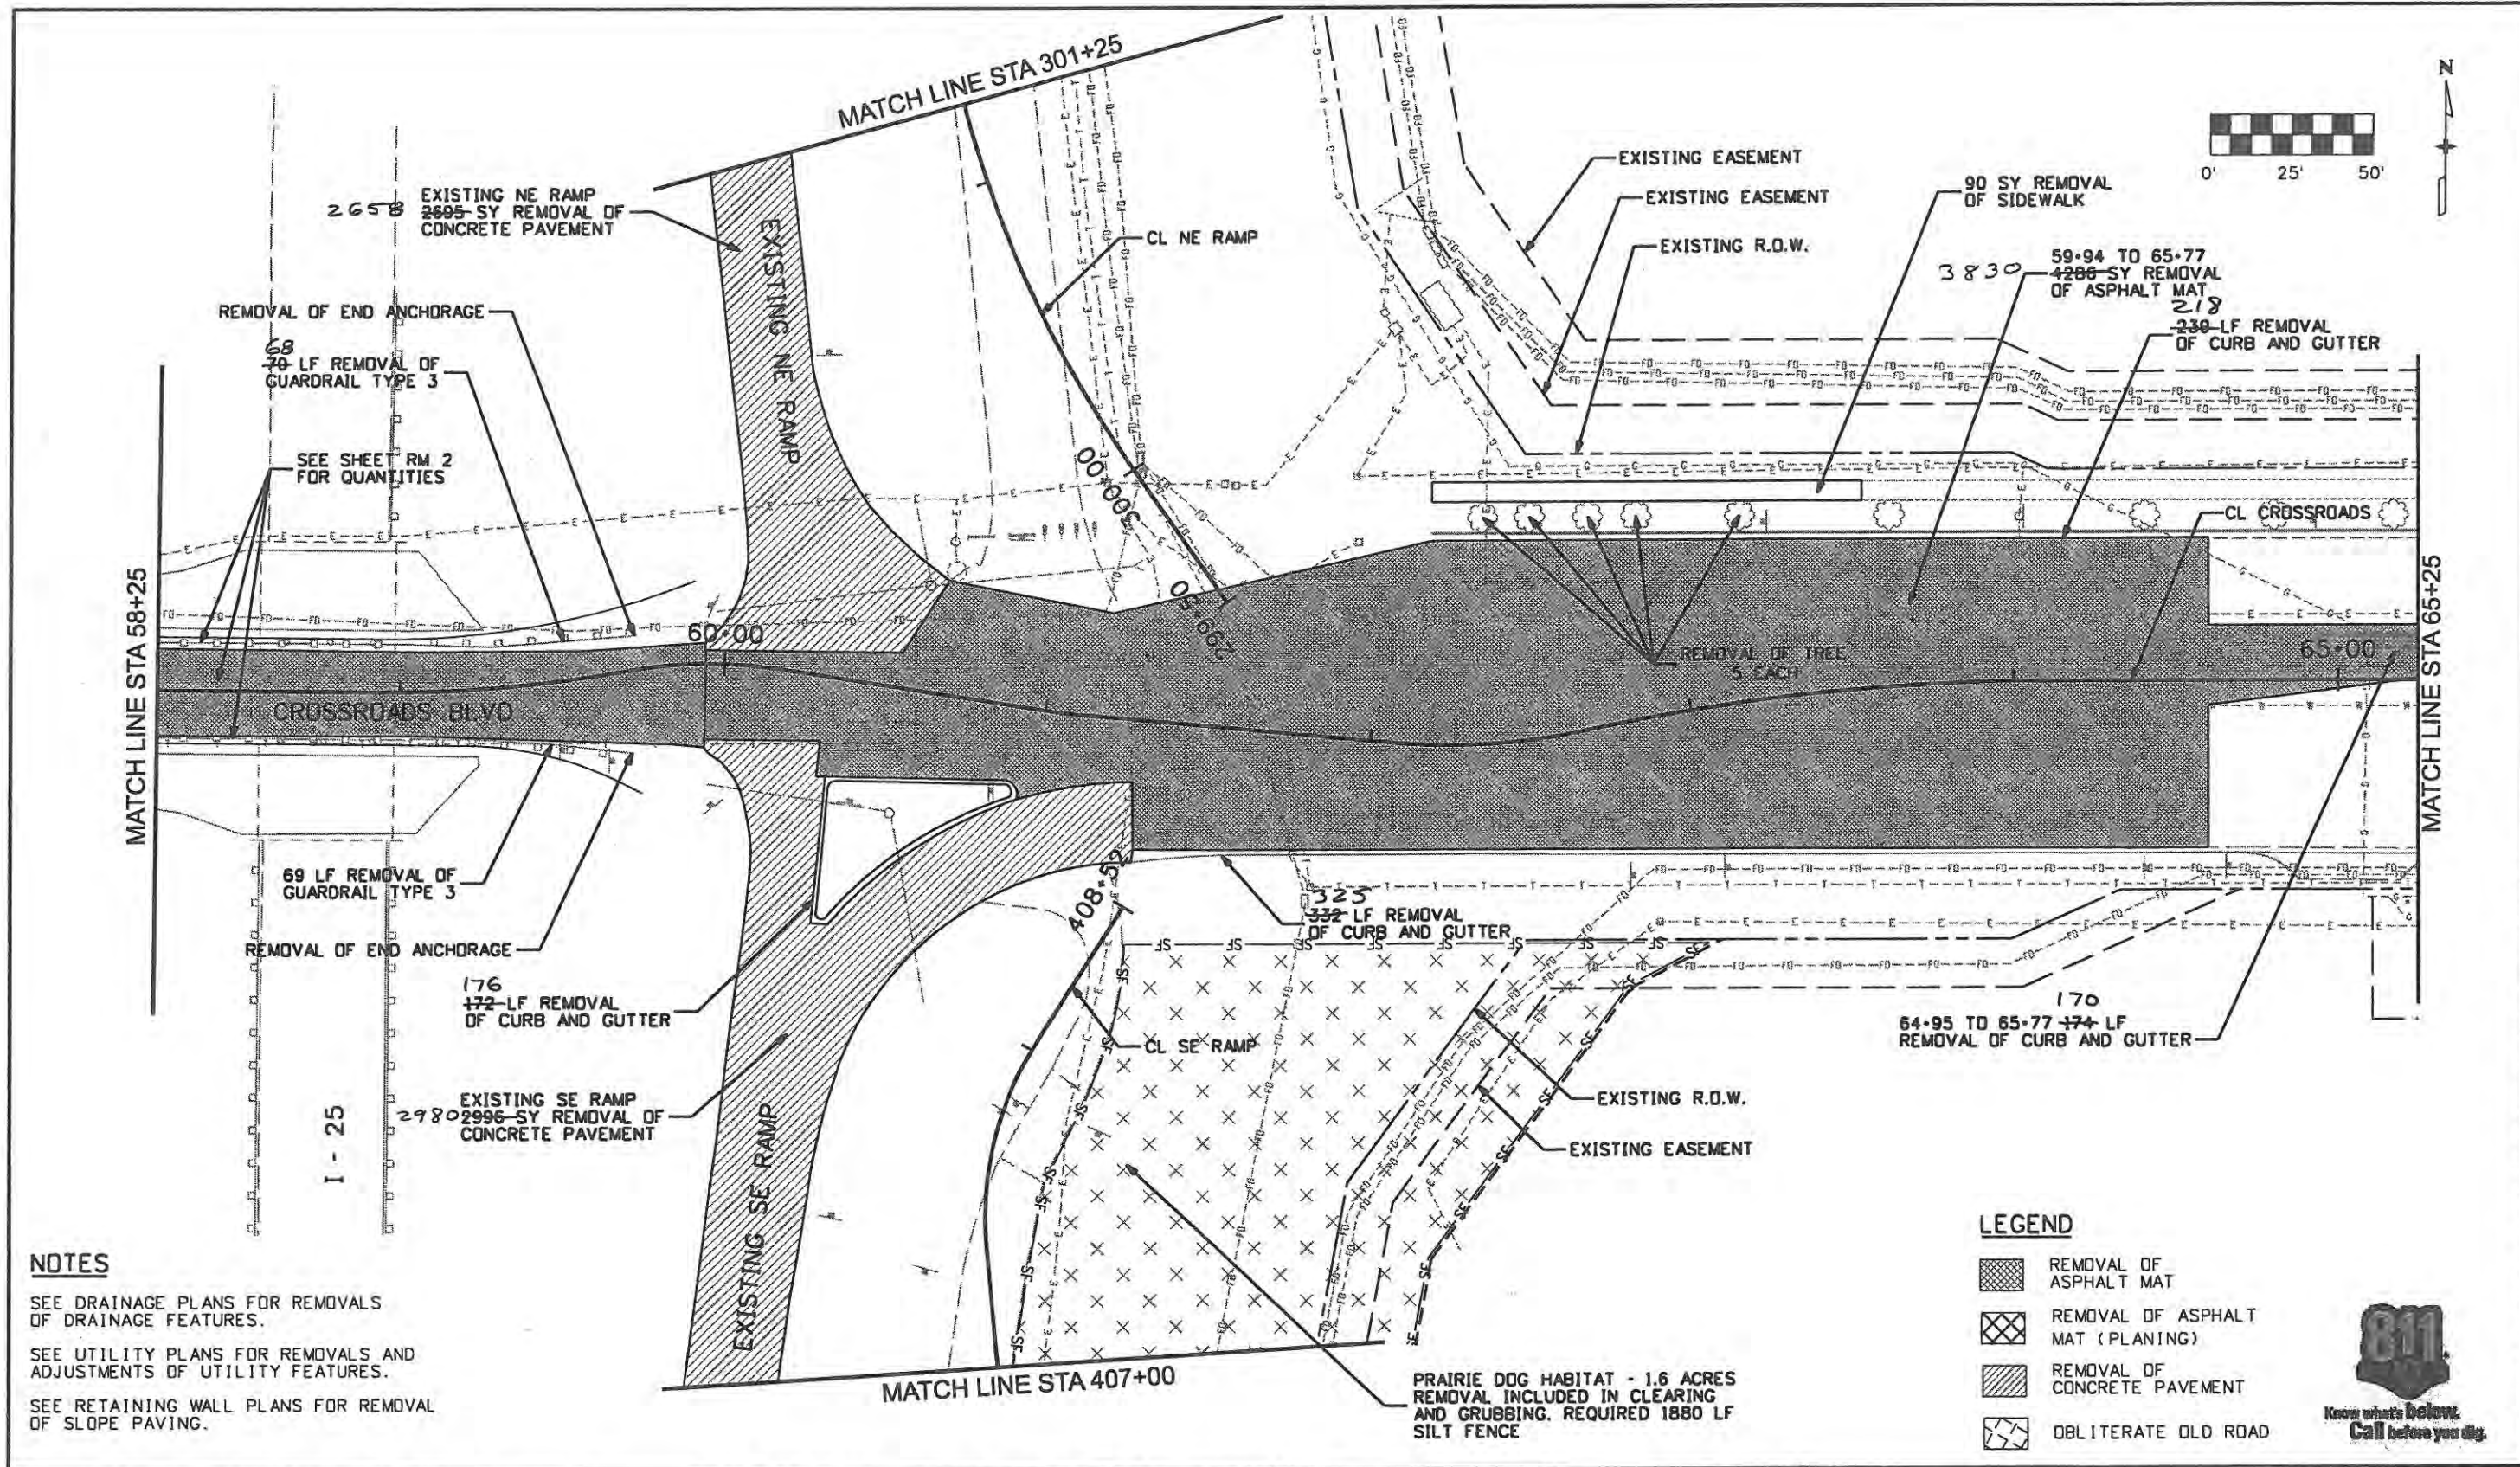 MATCH LINE STA 301+25
N
0' 25' 50'
EXISTING EASEMENT
EXISTING EASEMENT
EXISTING R.O.W.
90 SY REMOVAL
OF SIDEWALK
59+94 TO 65+77
3830 4286 SY REMOVAL
OF ASPHALT MAT
218
230 LF REMOVAL
OF CURB AND GUTTER
EXISTING NE RAMP
2658 2695 SY REMOVAL OF
CONCRETE PAVEMENT
EXISTING NE RAMP
CL NE RAMP
REMOVAL OF END ANCHORAGE
68
70 LF REMOVAL OF
GUARDRAIL TYPE 3
SEE SHEET RM 2
FOR QUANTITIES
300+00
299+50
CL CROSSROADS
MATCH LINE STA 58+25
60+00
REMOVAL OF TREE
5 EACH
65+00
MATCH LINE STA 65+25
CROSSROADS BLVD
69 LF REMOVAL OF
GUARDRAIL TYPE 3
REMOVAL OF END ANCHORAGE
176
172 LF REMOVAL
OF CURB AND GUTTER
408+52
325
332 LF REMOVAL
OF CURB AND GUTTER
170
64+95 TO 65+77 174 LF
REMOVAL OF CURB AND GUTTER
CL SE RAMP
I - 25
EXISTING SE RAMP
2980 2996 SY REMOVAL OF
CONCRETE PAVEMENT
EXISTING SE RAMP
EXISTING R.O.W.
EXISTING EASEMENT
MATCH LINE STA 407+00
PRAIRIE DOG HABITAT - 1.6 ACRES
REMOVAL INCLUDED IN CLEARING
AND GRUBBING. REQUIRED 1880 LF
SILT FENCE
NOTES
SEE DRAINAGE PLANS FOR REMOVALS
OF DRAINAGE FEATURES.
SEE UTILITY PLANS FOR REMOVALS AND
ADJUSTMENTS OF UTILITY FEATURES.
SEE RETAINING WALL PLANS FOR REMOVAL
OF SLOPE PAVING.
LEGEND
REMOVAL OF
ASPHALT MAT
REMOVAL OF ASPHALT
MAT (PLANING)
REMOVAL OF
CONCRETE PAVEMENT
OBLITERATE OLD ROAD
811
Know what's below.
Call before you dig.